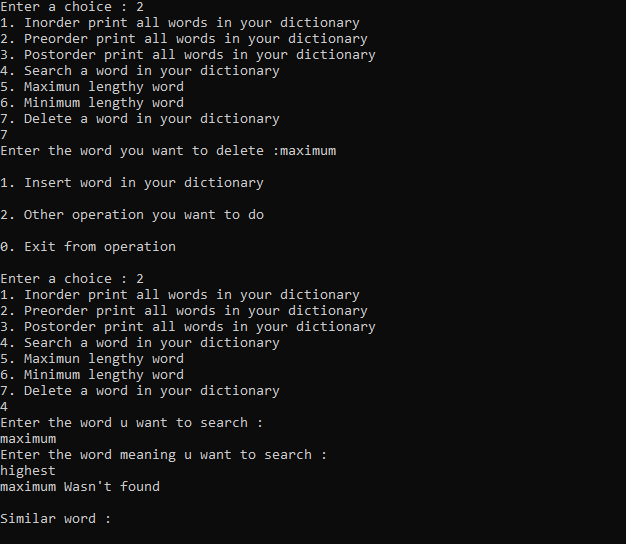 Enter a choice : 2
1. Inorder print all words in your dictionary
2. Preorder print all words in your dictionary
3. Postorder print all words in your dictionary
4. Search a word in your dictionary
5. Maximun lengthy word
6. Minimum lengthy word
7. Delete a word in your dictionary
7
Enter the word you want to delete :maximum
1. Insert word in your dictionary
2. Other operation you want to do
0. Exit from operation
Enter a choice : 2
1. Inorder print all words in your dictionary
2. Preorder print all words in your dictionary
3. Postorder print all words in your dictionary
4. Search a word in your dictionary
5. Maximun lengthy word
6. Minimum lengthy word
7. Delete a word in your dictionary
4
Enter the word u want to search :
maximum
Enter the word meaning u want to search :
highest
maximum Wasn't found
Similar word :